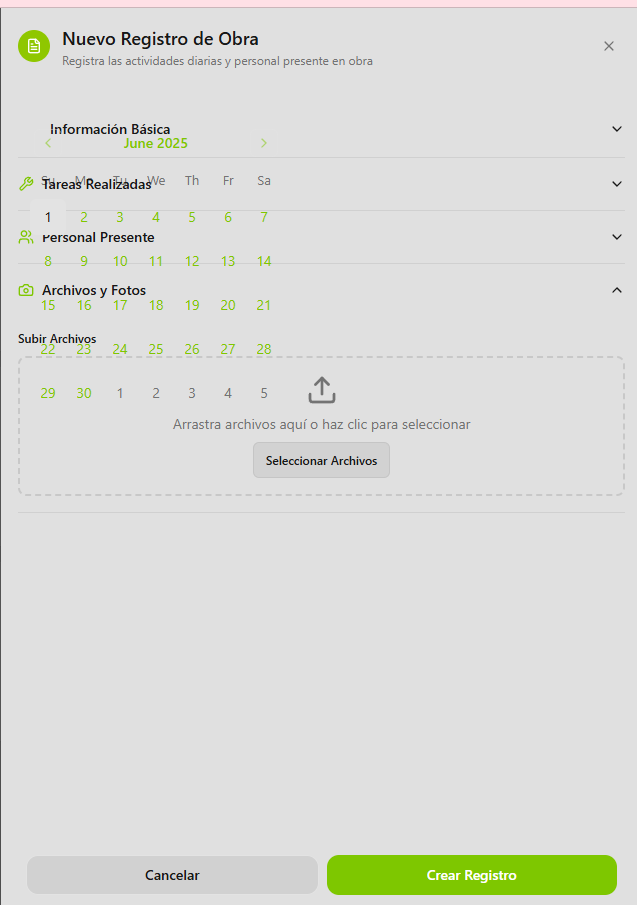 Nuevo Registro de Obra
Registra las actividades diarias y personal presente en obra
Información Básica
June 2025
Su Mo Tu We Th Fr Sa
Tareas Realizadas
1 2 3 4 5 6 7
Personal Presente
8 9 10 11 12 13 14
Archivos y Fotos
15 16 17 18 19 20 21
Subir Archivos
22 23 24 25 26 27 28
29 30 1 2 3 4 5
Arrastra archivos aquí o haz clic para seleccionar
Seleccionar Archivos
Cancelar
Crear Registro